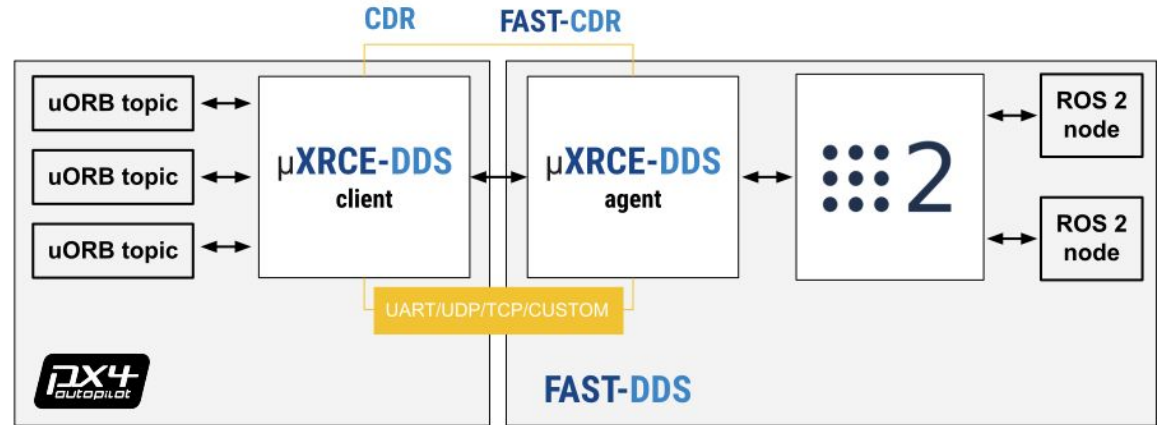 CDR
FAST-CDR
uORB topic
uORB topic
uORB topic
µXRCE-DDS
client
µXRCE-DDS
agent
2
ROS 2
node
ROS 2
node
UART/UDP/TCP/CUSTOM
px4
autopilot
FAST-DDS